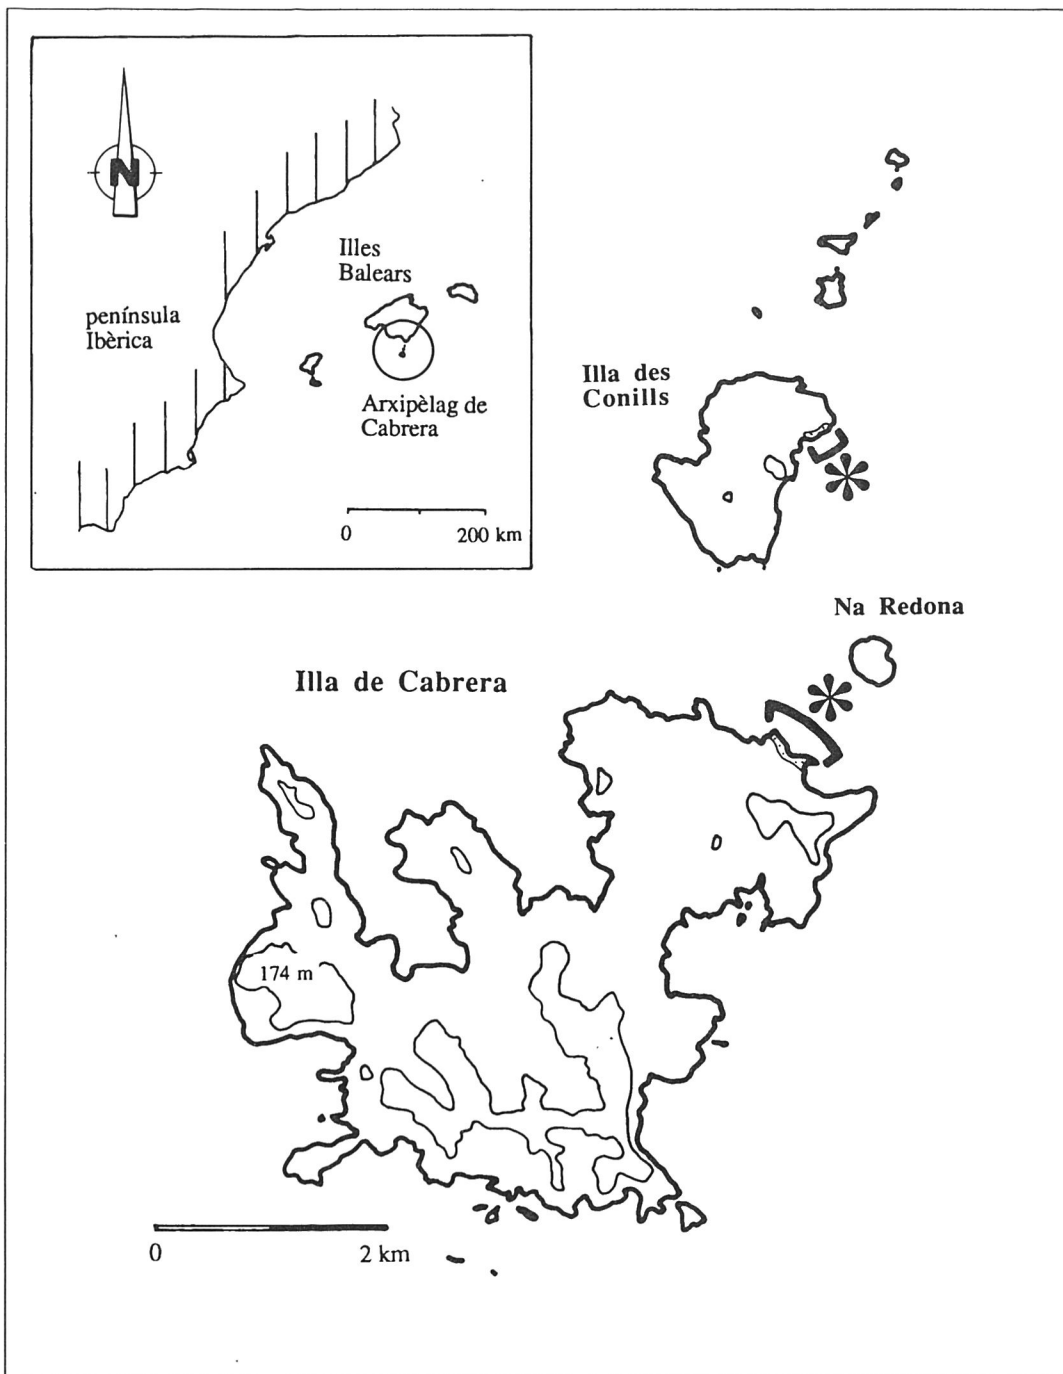 N
Illes
Balears
península
Ibèrica
Arxipèlag de
Cabrera
0 200 km
Illa des
Conills
Na Redona
Illa de Cabrera
174 m
0 2 km